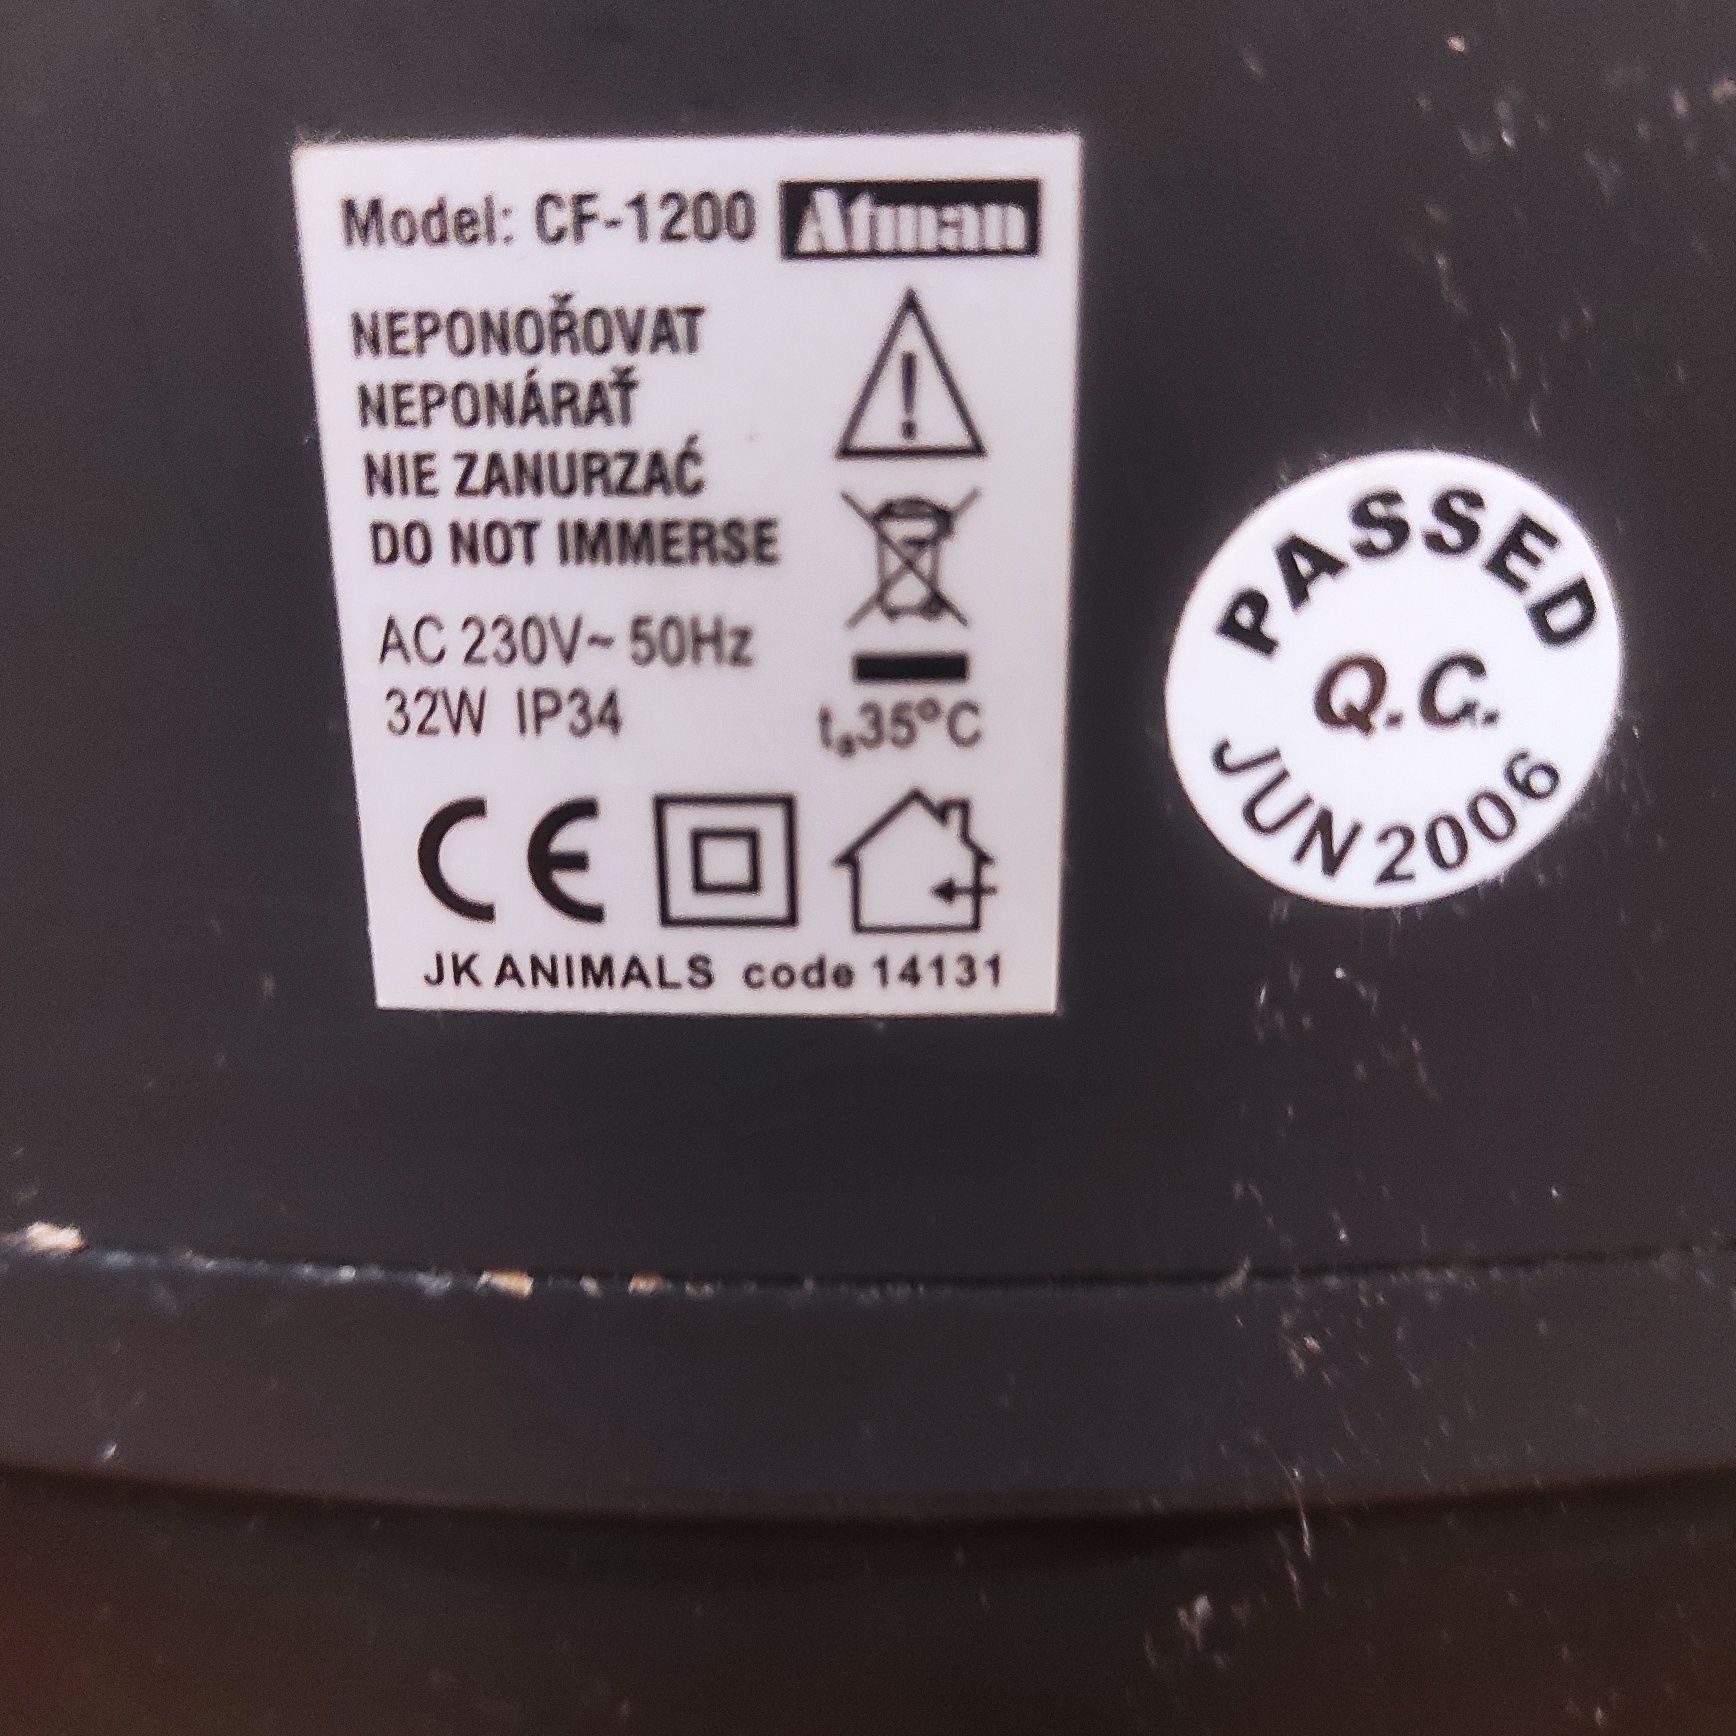 Model: CF-1200 Atman
NEPONOŘOVAT
NEPONÁRAŤ
NIE ZANURZAĆ
DO NOT IMMERSE
AC 230V~ 50Hz
32W IP34
ta35°C
CE
JK ANIMALS code 14131
PASSED
Q.C.
JUN 2006